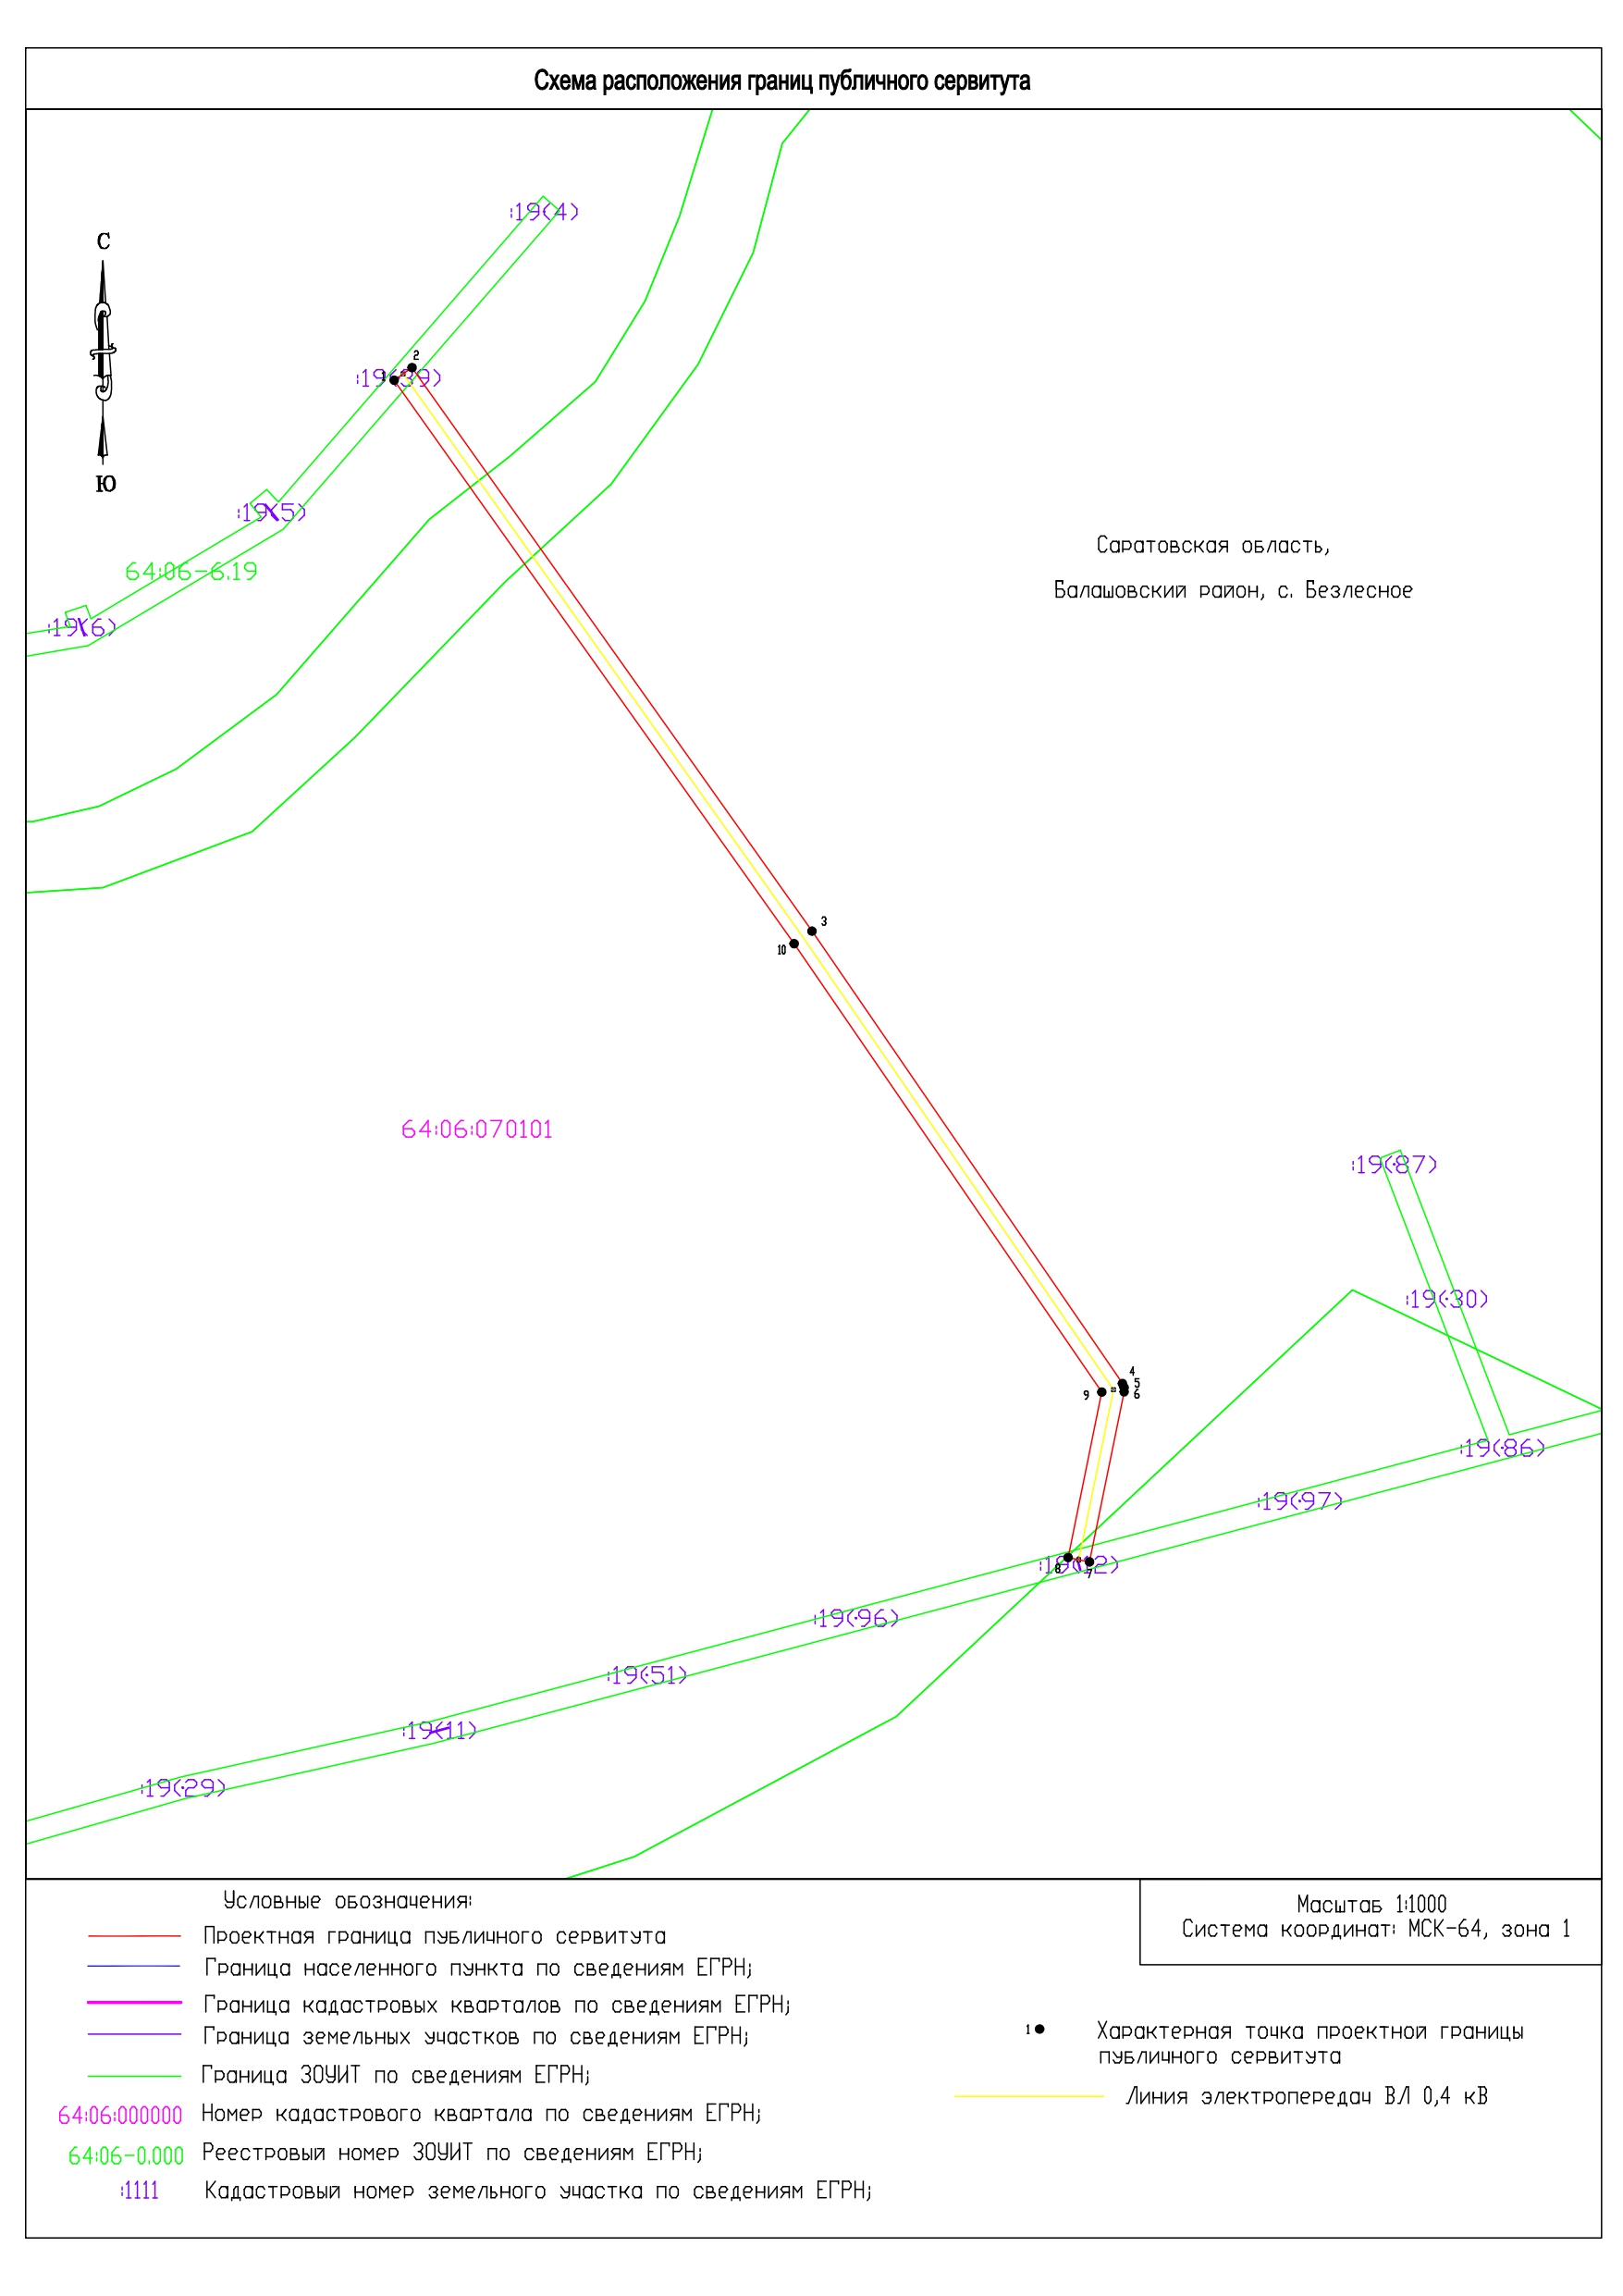 Схема расположения границ публичного сервитута
:19(4)
С
2
1
:19(39)
Ю
:19(5)
Саратовская область,
64:06-6.19
Балашовский район, с. Безлесное
:19(6)
3
10
64:06:070101
:19(87)
:19(30)
4
5
9
6
:19(86)
:19(97)
:19(12)
8
7
:19(96)
:19(51)
:19(11)
:19(29)
Условные обозначения:
Проектная граница публичного сервитута
Граница населенного пункта по сведениям ЕГРН;
Граница кадастровых кварталов по сведениям ЕГРН;
Граница земельных участков по сведениям ЕГРН;
Граница ЗОУИТ по сведениям ЕГРН;
64:06:000000 Номер кадастрового квартала по сведениям ЕГРН;
64:06-0.000 Реестровый номер ЗОУИТ по сведениям ЕГРН;
:1111 Кадастровый номер земельного участка по сведениям ЕГРН;
Масштаб 1:1000
Система координат: МСК-64, зона 1
1 Характерная точка проектной границы
публичного сервитута
Линия электропередач ВЛ 0,4 кВ